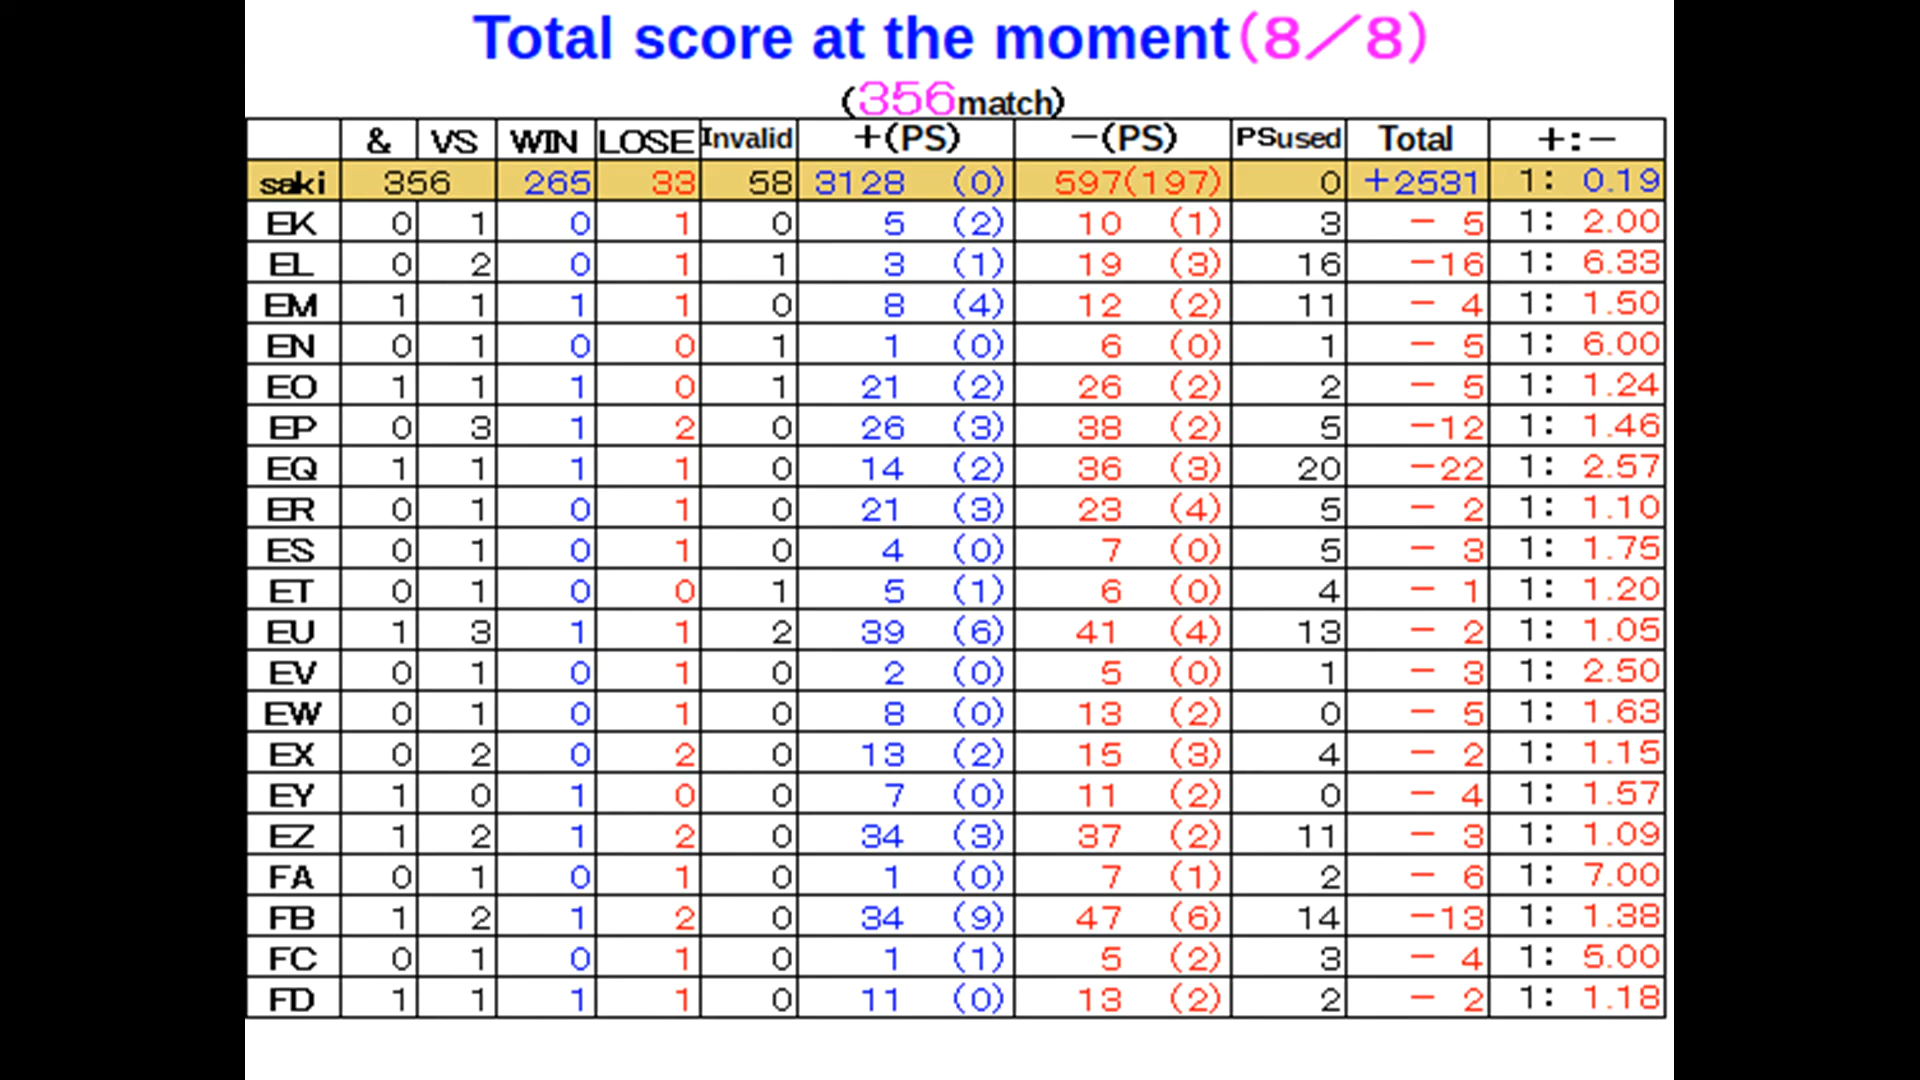 Total score at the moment(8／8)
(356match)
& VS WIN LOSE Invalid +(PS) −(PS) PSused Total +:−
saki 356 265 33 58 3128 (0) 597(197) 0 +2531 1: 0.19
EK 0 1 0 1 0 5 (2) 10 (1) 3 − 5 1: 2.00
EL 0 2 0 1 1 3 (1) 19 (3) 16 −16 1: 6.33
EM 1 1 1 1 0 8 (4) 12 (2) 11 − 4 1: 1.50
EN 0 1 0 0 1 1 (0) 6 (0) 1 − 5 1: 6.00
EO 1 1 1 0 1 21 (2) 26 (2) 2 − 5 1: 1.24
EP 0 3 1 2 0 26 (3) 38 (2) 5 −12 1: 1.46
EQ 1 1 1 1 0 14 (2) 36 (3) 20 −22 1: 2.57
ER 0 1 0 1 0 21 (3) 23 (4) 5 − 2 1: 1.10
ES 0 1 0 1 0 4 (0) 7 (0) 5 − 3 1: 1.75
ET 0 1 0 0 1 5 (1) 6 (0) 4 − 1 1: 1.20
EU 1 3 1 1 2 39 (6) 41 (4) 13 − 2 1: 1.05
EV 0 1 0 1 0 2 (0) 5 (0) 1 − 3 1: 2.50
EW 0 1 0 1 0 8 (0) 13 (2) 0 − 5 1: 1.63
EX 0 2 0 2 0 13 (2) 15 (3) 4 − 2 1: 1.15
EY 1 0 1 0 0 7 (0) 11 (2) 0 − 4 1: 1.57
EZ 1 2 1 2 0 34 (3) 37 (2) 11 − 3 1: 1.09
FA 0 1 0 1 0 1 (0) 7 (1) 2 − 6 1: 7.00
FB 1 2 1 2 0 34 (9) 47 (6) 14 −13 1: 1.38
FC 0 1 0 1 0 1 (1) 5 (2) 3 − 4 1: 5.00
FD 1 1 1 1 0 11 (0) 13 (2) 2 − 2 1: 1.18